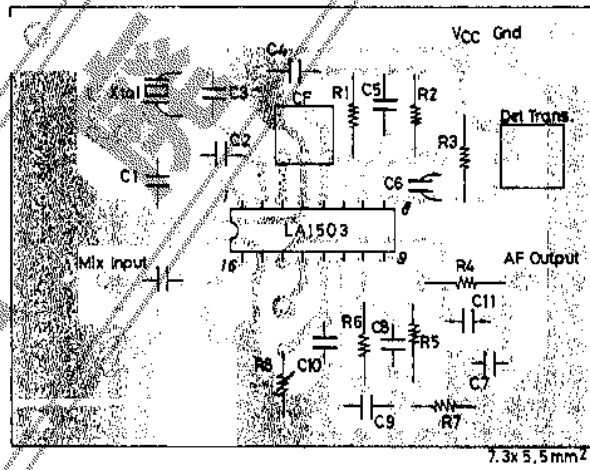 VCC Gnd
C4
Xtal
C3
CF
R1
C5
R2
Det Trans.
R3
C2
C1
C6
1
8
LA1503
16
9
Mix Input
AF Output
R4
C11
R6
C8
R5
R8
C10
C7
C9
R7
7.3x 5,5mm²